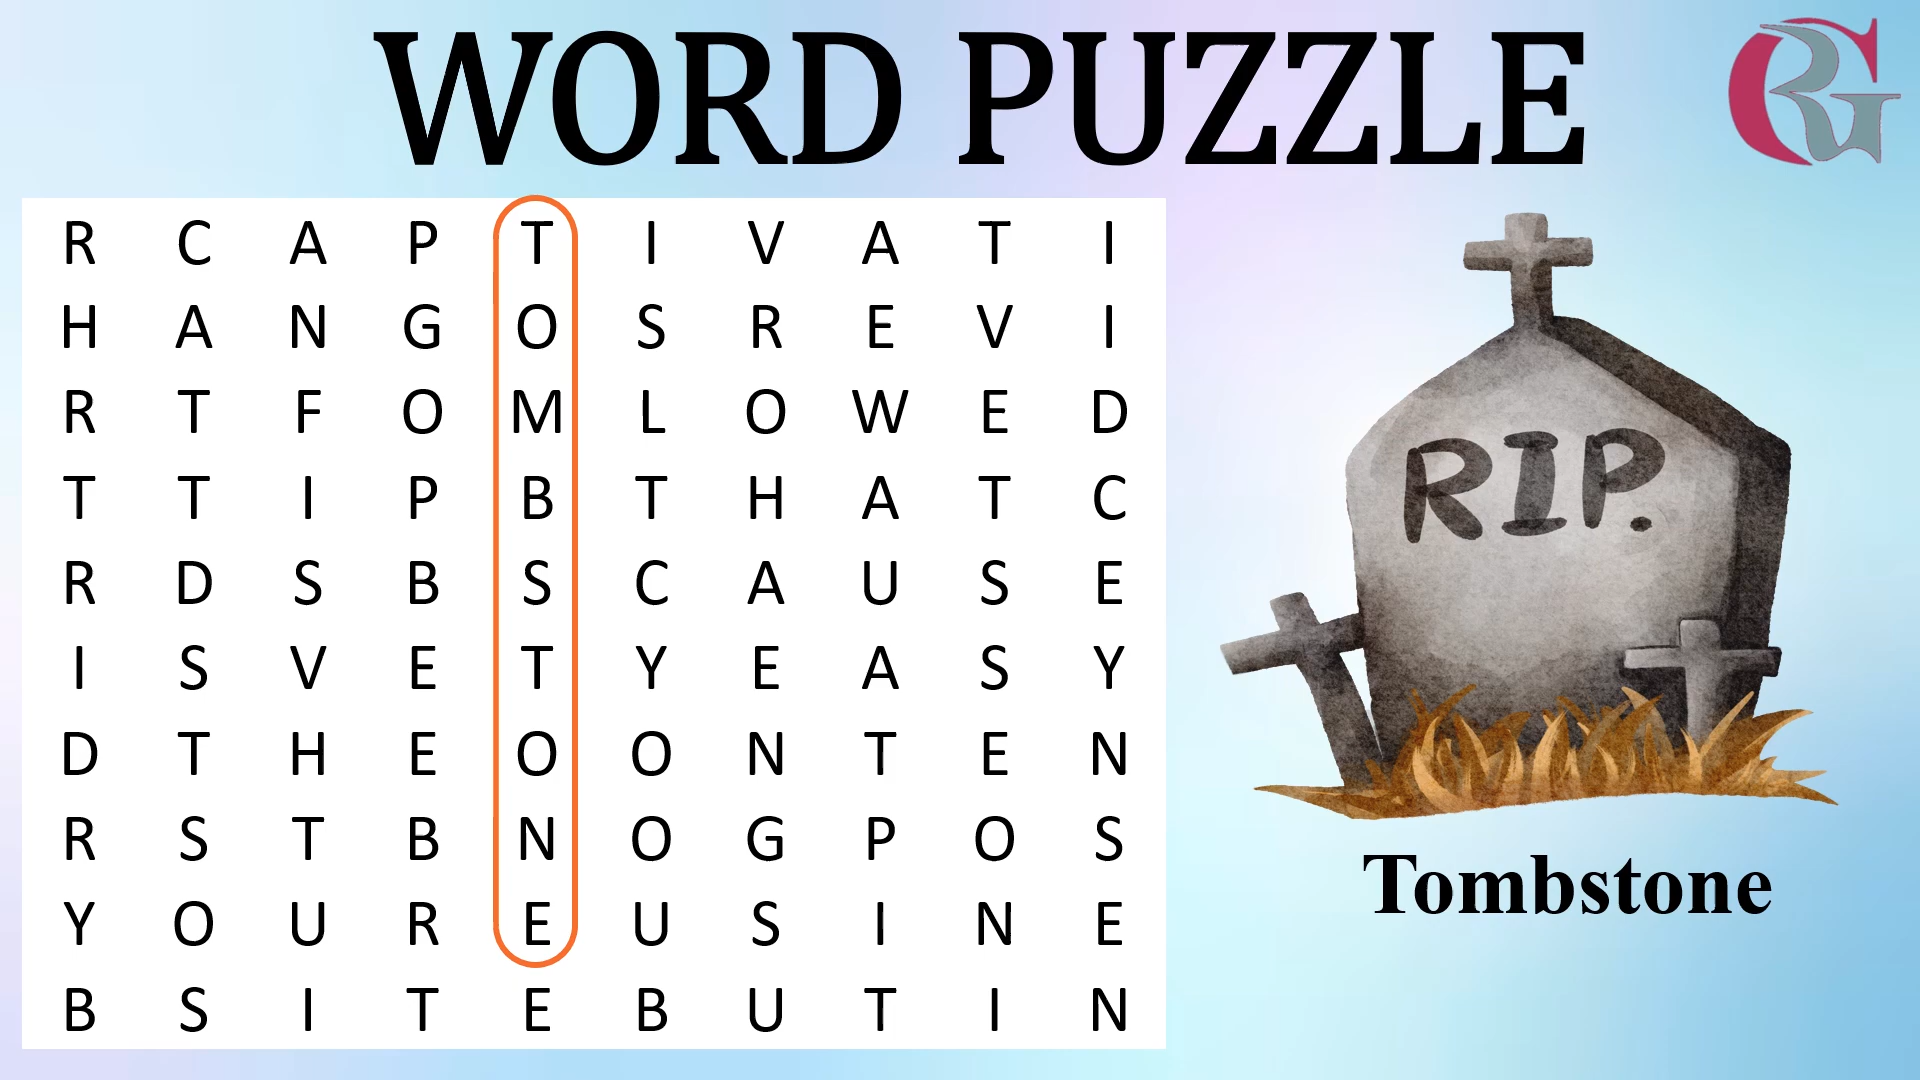 WORD PUZZLE
R C A P T I V A T I
H A N G O S R E V I
R T F O M L O W E D
T T I P B T H A T C
R D S B S C A U S E
I S V E T Y E A S Y
D T H E O O N T E N
R S T B N O G P O S
Y O U R E U S I N E
B S I T E B U T I N
RIP.
Tombstone